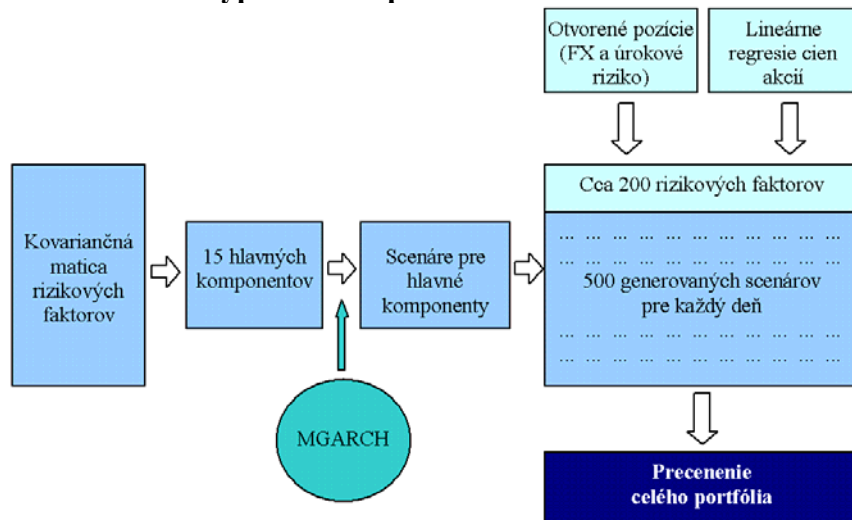 Otvorené pozície
(FX a úrokové
riziko)
Lineárne
regresie cien
akcií
Kovariančná
matica
rizikových
faktorov
15 hlavných
komponentov
Scenáre pre
hlavné
komponenty
Cca 200 rizikových faktorov
... ... ... ... ... ... ... ... ... ...
... ... ... ... ... ... ... ... ... ...
500 generovaných scenárov
pre každý deň
... ... ... ... ... ... ... ... ... ...
... ... ... ... ... ... ... ... ... ...
MGARCH
Precenenie
celého portfólia